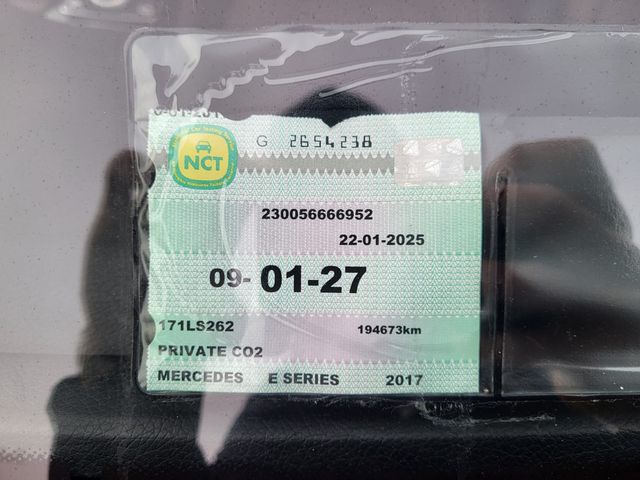 G 2654238
NCT
230056666952
22-01-2025
09-01-27
171LS262 194673km
PRIVATE CO2
MERCEDES E SERIES 2017